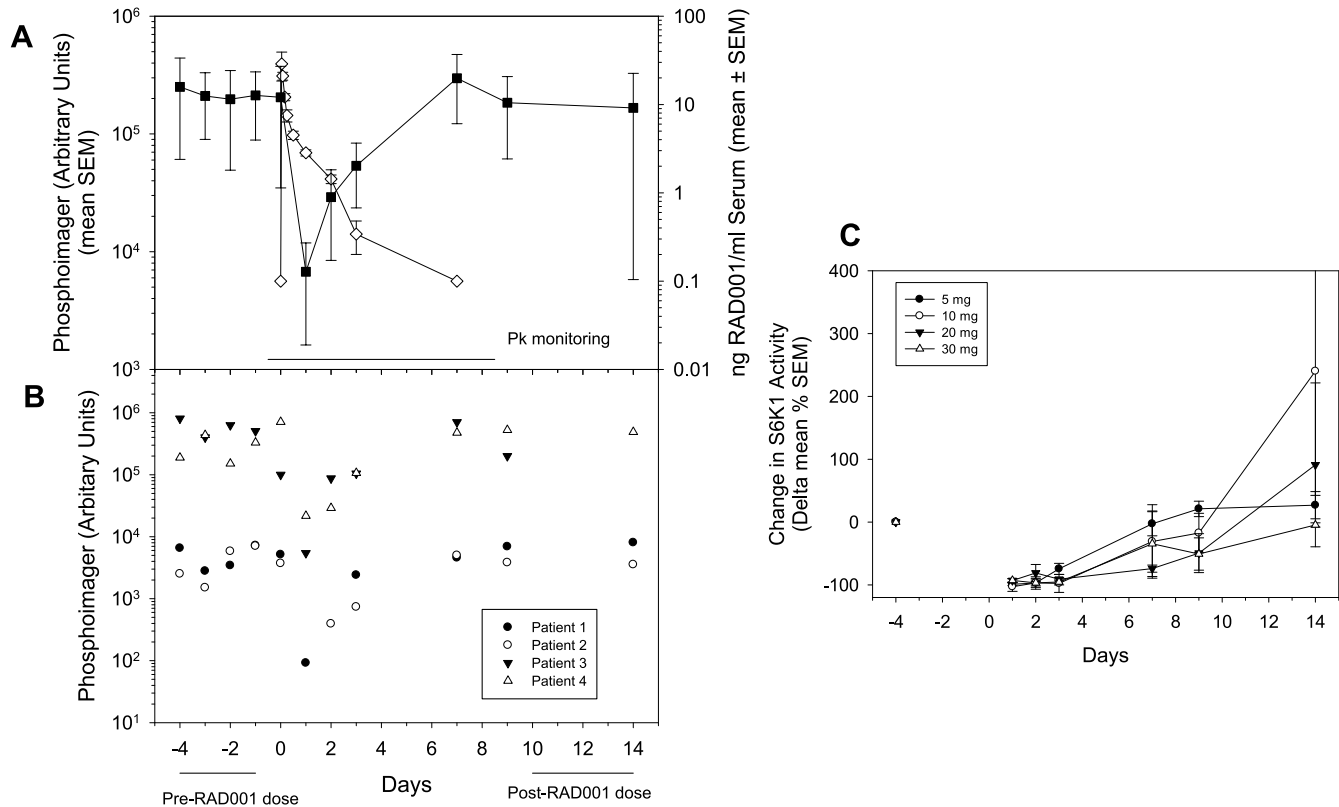 A
10^6
10^5
10^4
10^3
Phosphoimager (Arbitrary Units)
(mean SEM)
100
10
1
0.1
0.01
ng RAD001/ml Serum (mean ± SEM)
Pk monitoring
B
10^6
10^5
10^4
10^3
10^2
10^1
Phosphoimager (Arbitary Units)
Patient 1
Patient 2
Patient 3
Patient 4
-4 -2 0 2 4 6 8 10 12 14
Days
Pre-RAD001 dose
Post-RAD001 dose
C
400
300
200
100
0
-100
Change in S6K1 Activity
(Delta mean % SEM)
5 mg
10 mg
20 mg
30 mg
-4 -2 0 2 4 6 8 10 12 14
Days